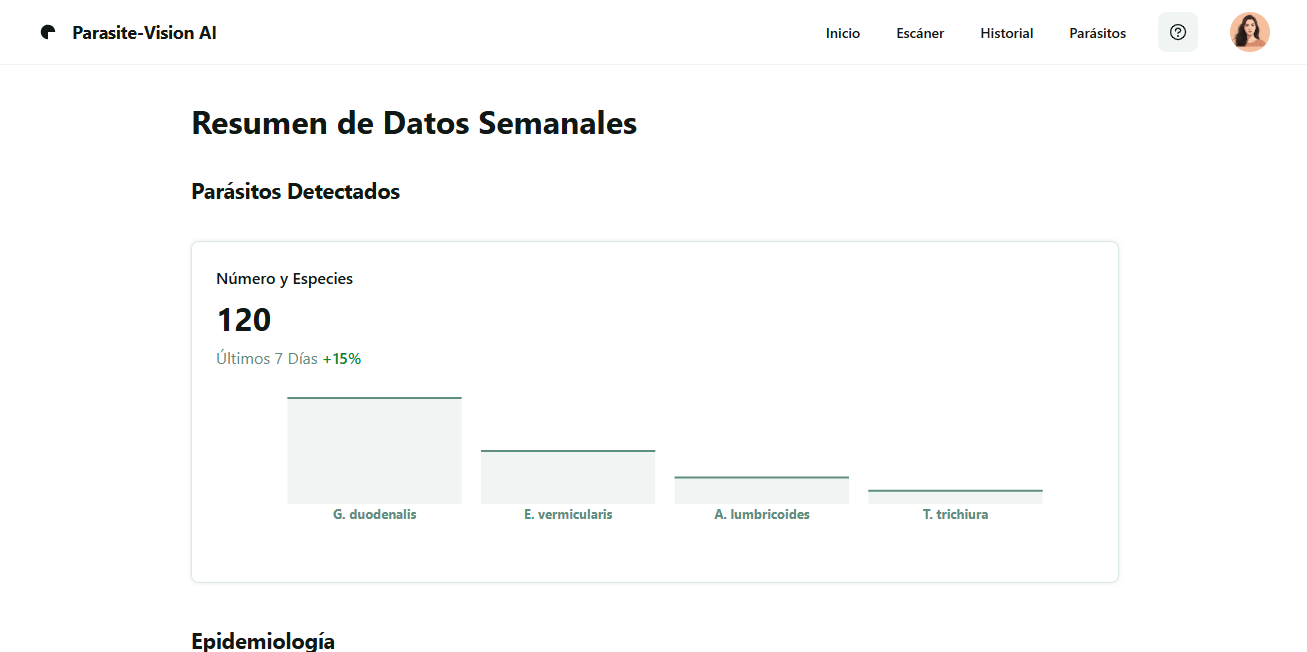 Parasite-Vision AI
Inicio Escáner Historial Parásitos
Resumen de Datos Semanales
Parásitos Detectados
Número y Especies
120
Últimos 7 Días +15%
G. duodenalis E. vermicularis A. lumbricoides T. trichiura
Epidemiología